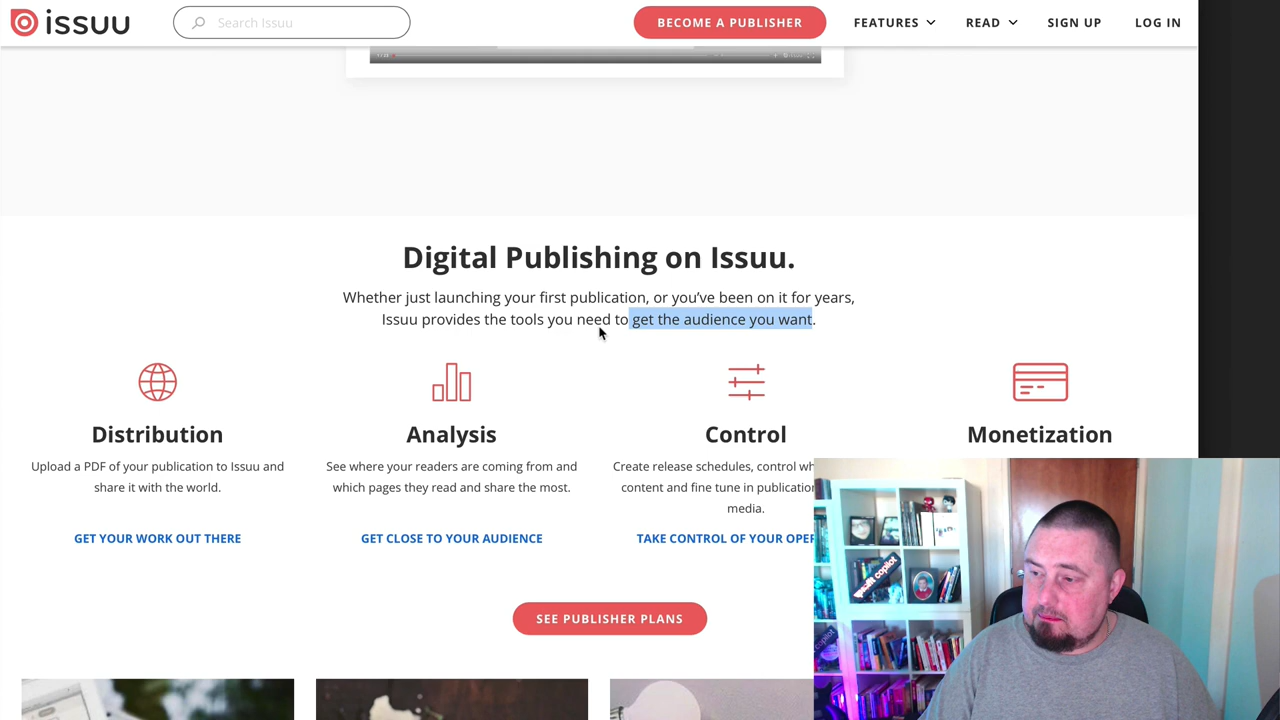 issuu
Search Issuu
BECOME A PUBLISHER
FEATURES
READ
SIGN UP
LOG IN
Digital Publishing on Issuu.
Whether just launching your first publication, or you’ve been on it for years,
Issuu provides the tools you need to get the audience you want.
Distribution
Upload a PDF of your publication to Issuu and
share it with the world.
GET YOUR WORK OUT THERE
Analysis
See where your readers are coming from and
which pages they read and share the most.
GET CLOSE TO YOUR AUDIENCE
Control
Create release schedules, control
content and fine tune in
media.
TAKE CONTROL OF YOUR
Monetization
SEE PUBLISHER PLANS
copilot